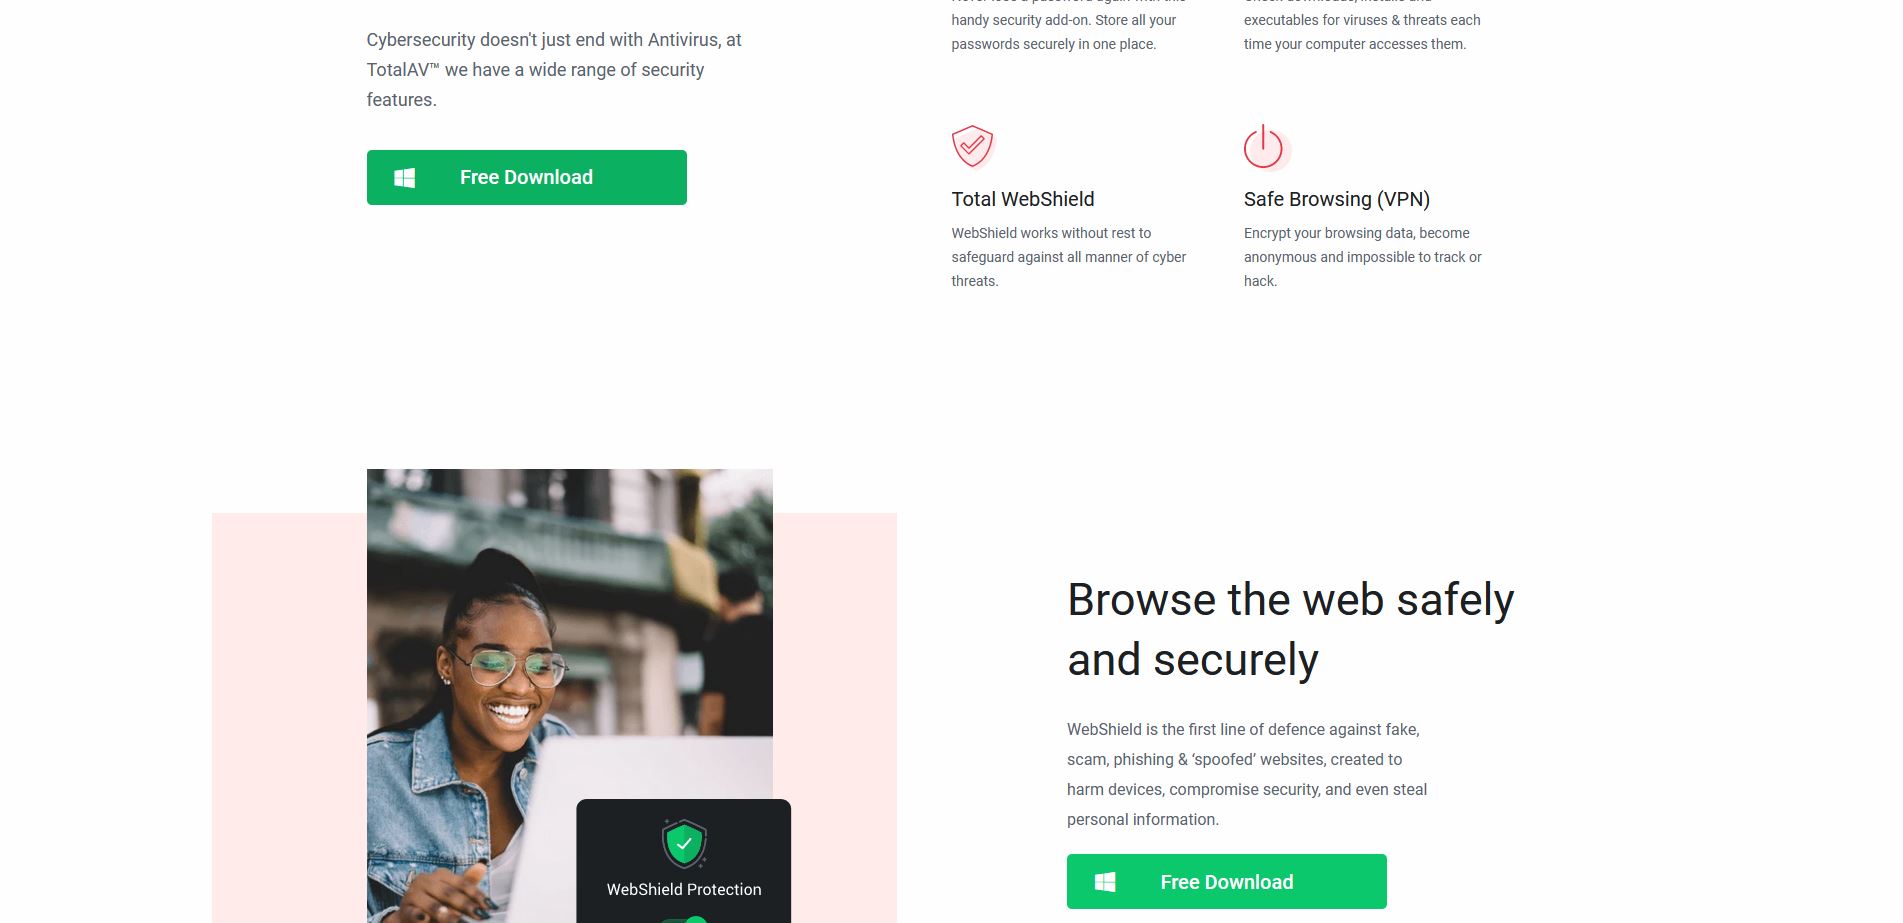 Cybersecurity doesn't just end with Antivirus, at
TotalAV™ we have a wide range of security
features.
Free Download
handy security add-on. Store all your
passwords securely in one place.
executables for viruses & threats each
time your computer accesses them.
Total WebShield
WebShield works without rest to
safeguard against all manner of cyber
threats.
Safe Browsing (VPN)
Encrypt your browsing data, become
anonymous and impossible to track or
hack.
WebShield Protection
Browse the web safely
and securely
WebShield is the first line of defence against fake,
scam, phishing & ‘spoofed’ websites, created to
harm devices, compromise security, and even steal
personal information.
Free Download